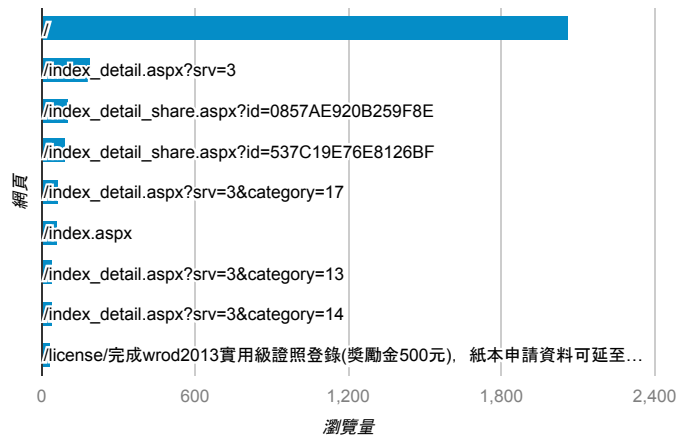 /
/index_detail.aspx?srv=3
/index_detail_share.aspx?id=0857AE920B259F8E
/index_detail_share.aspx?id=537C19E76E8126BF
/index_detail.aspx?srv=3&category=17
/index.aspx
/index_detail.aspx?srv=3&category=13
/index_detail.aspx?srv=3&category=14
/license/完成wrod2013實用級證照登錄(獎勵金500元)，紙本申請資料可延至…
網頁
0 600 1,200 1,800 2,400
瀏覽量